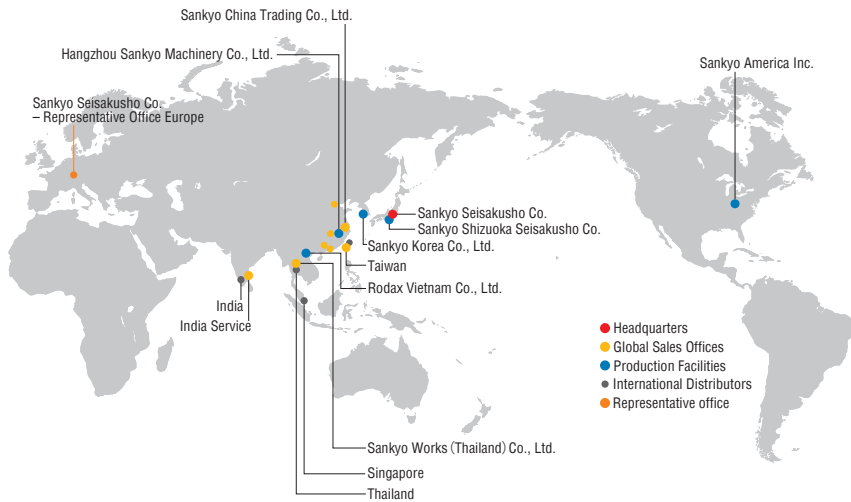 Sankyo China Trading Co., Ltd.
Hangzhou Sankyo Machinery Co., Ltd.
Sankyo America Inc.
Sankyo Seisakusho Co.
– Representative Office Europe
Sankyo Seisakusho Co.
Sankyo Shizuoka Seisakusho Co.
Sankyo Korea Co., Ltd.
Taiwan
Rodax Vietnam Co., Ltd.
India
India Service
Headquarters
Global Sales Offices
Production Facilities
International Distributors
Representative office
Sankyo Works (Thailand) Co., Ltd.
Singapore
Thailand